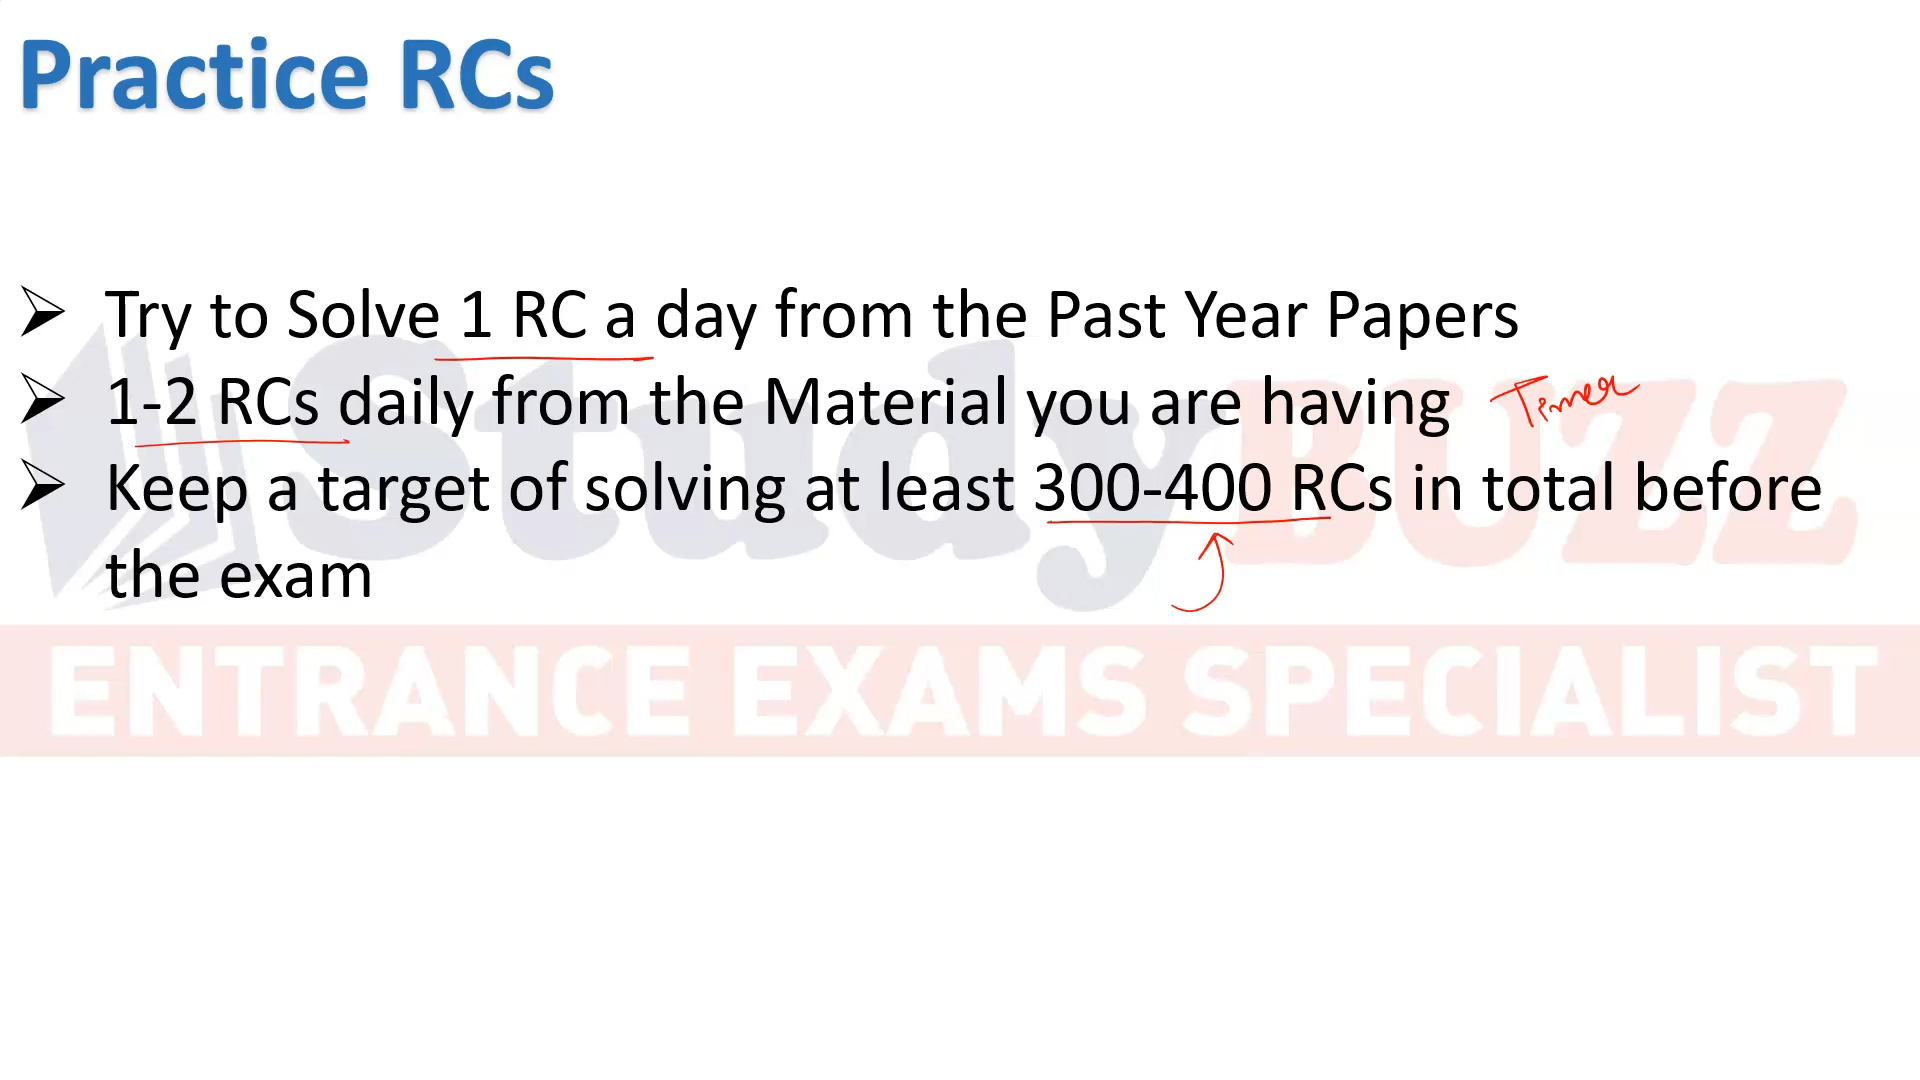 Practice RCs
➢ Try to Solve 1 RC a day from the Past Year Papers
➢ 1-2 RCs daily from the Material you are having Timer
➢ Keep a target of solving at least 300-400 RCs in total before
the exam
StudyBUZZ
ENTRANCE EXAMS SPECIALIST